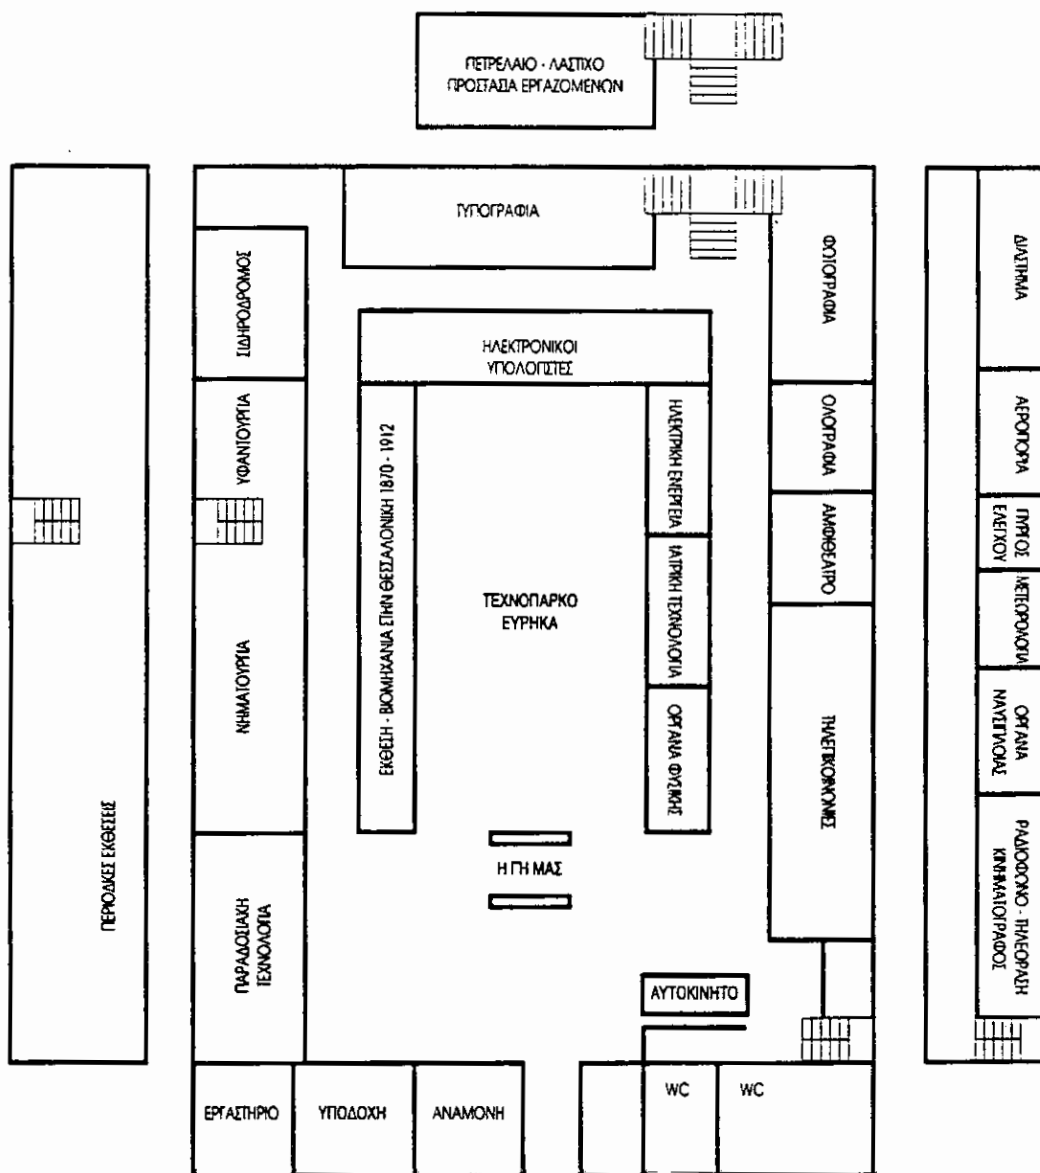 ΠΕΤΡΕΛΑΙΟ - ΛΑΣΤΙΧΟ
ΠΡΟΣΤΑΣΙΑ ΕΡΓΑΖΟΜΕΝΩΝ
ΤΥΠΟΓΡΑΦΙΑ
ΣΙΔΗΡΟΔΡΟΜΟΣ
ΦΩΤΟΓΡΑΦΙΑ
ΔΙΑΣΤΗΜΑ
ΗΛΕΚΤΡΟΝΙΚΟΙ
ΥΠΟΛΟΓΙΣΤΕΣ
ΥΦΑΝΤΟΥΡΓΙΑ
ΕΚΘΕΣΗ - ΒΙΟΜΗΧΑΝΙΑ ΣΤΗΝ ΘΕΣΣΑΛΟΝΙΚΗ 1870 - 1912
ΗΛΕΚΤΡΙΚΗ ΕΝΕΡΓΕΙΑ
ΟΛΟΓΡΑΦΙΑ
ΑΕΡΟΠΟΡΙΑ
ΑΜΦΙΘΕΑΤΡΟ
ΠΥΡΓΟΣ
ΕΛΕΓΧΟΥ
ΝΗΜΑΤΟΥΡΓΙΑ
ΤΕΧΝΟΠΑΡΚΟ
ΕΥΡΗΚΑ
ΙΑΤΡΙΚΗ ΤΕΧΝΟΛΟΓΙΑ
ΜΕΤΕΟΡΟΛΟΓΙΑ
ΟΡΓΑΝΑ ΦΥΣΙΚΗΣ
ΤΗΛΕΠΙΚΟΙΝΩΝΙΕΣ
ΟΡΓΑΝΑ
ΝΑΥΣΙΠΛΟΙΑΣ
ΠΕΡΙΟΔΙΚΕΣ ΕΚΘΕΣΕΙΣ
ΠΑΡΑΔΟΣΙΑΚΗ
ΤΕΧΝΟΛΟΓΙΑ
Η ΓΗ ΜΑΣ
ΡΑΔΙΟΦΩΝΟ - ΤΗΛΕΟΡΑΣΗ
ΚΙΝΗΜΑΤΟΓΡΑΦΟΣ
ΑΥΤΟΚΙΝΗΤΟ
ΕΡΓΑΣΤΗΡΙΟ
ΥΠΟΔΟΧΗ
ΑΝΑΜΟΝΗ
WC
WC